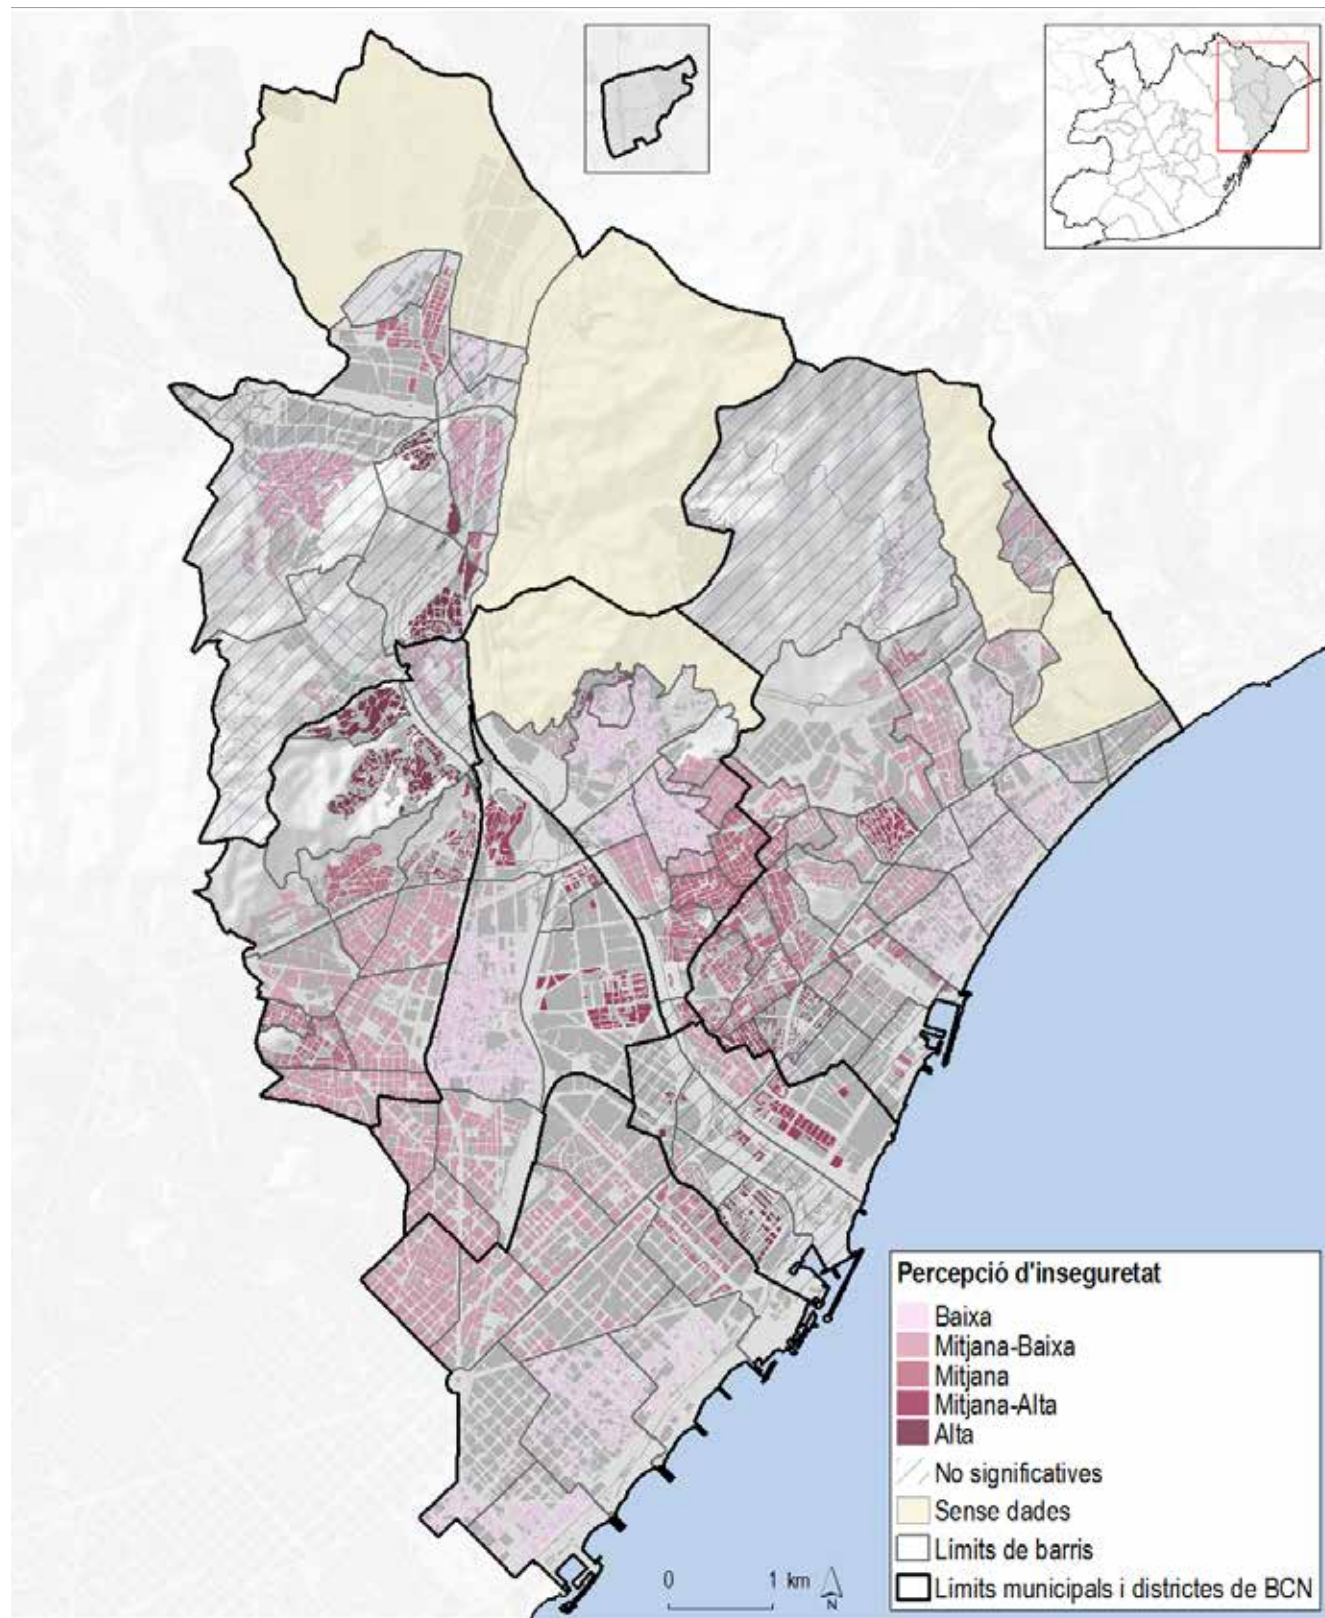 Percepció d'inseguretat
Baixa
Mitjana-Baixa
Mitjana
Mitjana-Alta
Alta
No significatives
Sense dades
Límits de barris
Límits municipals i districtes de BCN
0 1 km
N